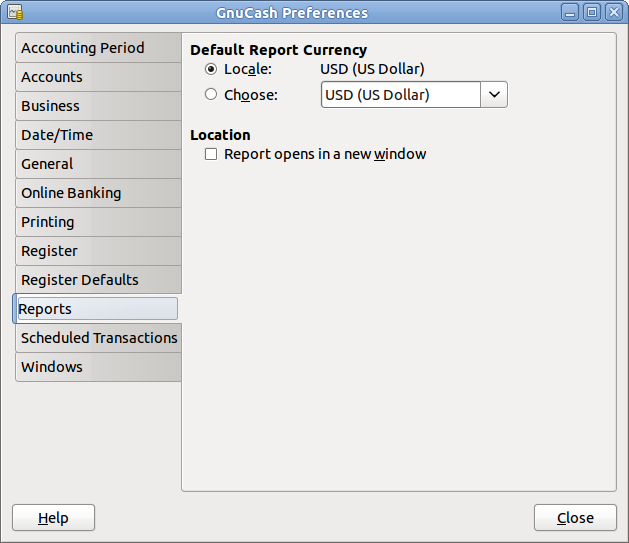 GnuCash Preferences
Accounting Period
Accounts
Business
Date/Time
General
Online Banking
Printing
Register
Register Defaults
Reports
Scheduled Transactions
Windows
Default Report Currency
Locale: USD (US Dollar)
Choose: USD (US Dollar)
Location
Report opens in a new window
Help
Close